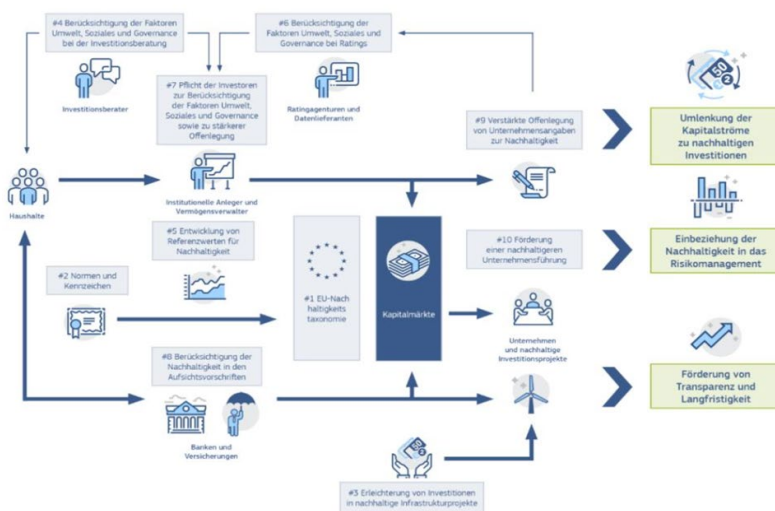 #4 Berücksichtigung der Faktoren
Umwelt, Soziales und Governance
bei der Investitionsberatung
#6 Berücksichtigung der
Faktoren Umwelt, Soziales
und Governance bei Ratings
Investitionsberater
#7 Pflicht der Investoren
zur Berücksichtigung
der Faktoren Umwelt,
Soziales und Governance
sowie zu stärkerer
Offenlegung
Ratingagenturen und
Datenlieferanten
#9 Verstärkte Offenlegung
von Unternehmensangaben
zur Nachhaltigkeit
Umlenkung der
Kapitalströme
zu nachhaltigen
Investitionen
Haushalte
Institutionelle Anleger und
Vermögensverwalter
#5 Entwicklung von
Referenzwerten für
Nachhaltigkeit
#10 Förderung
einer nachhaltigeren
Unternehmensführung
Einbeziehung der
Nachhaltigkeit in das
Risikomanagement
#2 Normen und
Kennzeichen
#1 EU-Nach
haltigkeits
taxonomie
Kapitalmärkte
Unternehmen
und nachhaltige
Investitionsprojekte
#8 Berücksichtigung der
Nachhaltigkeit in den
Aufsichtsvorschriften
Förderung von
Transparenz und
Langfristigkeit
Banken und
Versicherungen
#3 Erleichterung von Investitionen
in nachhaltige Infrastrukturprojekte